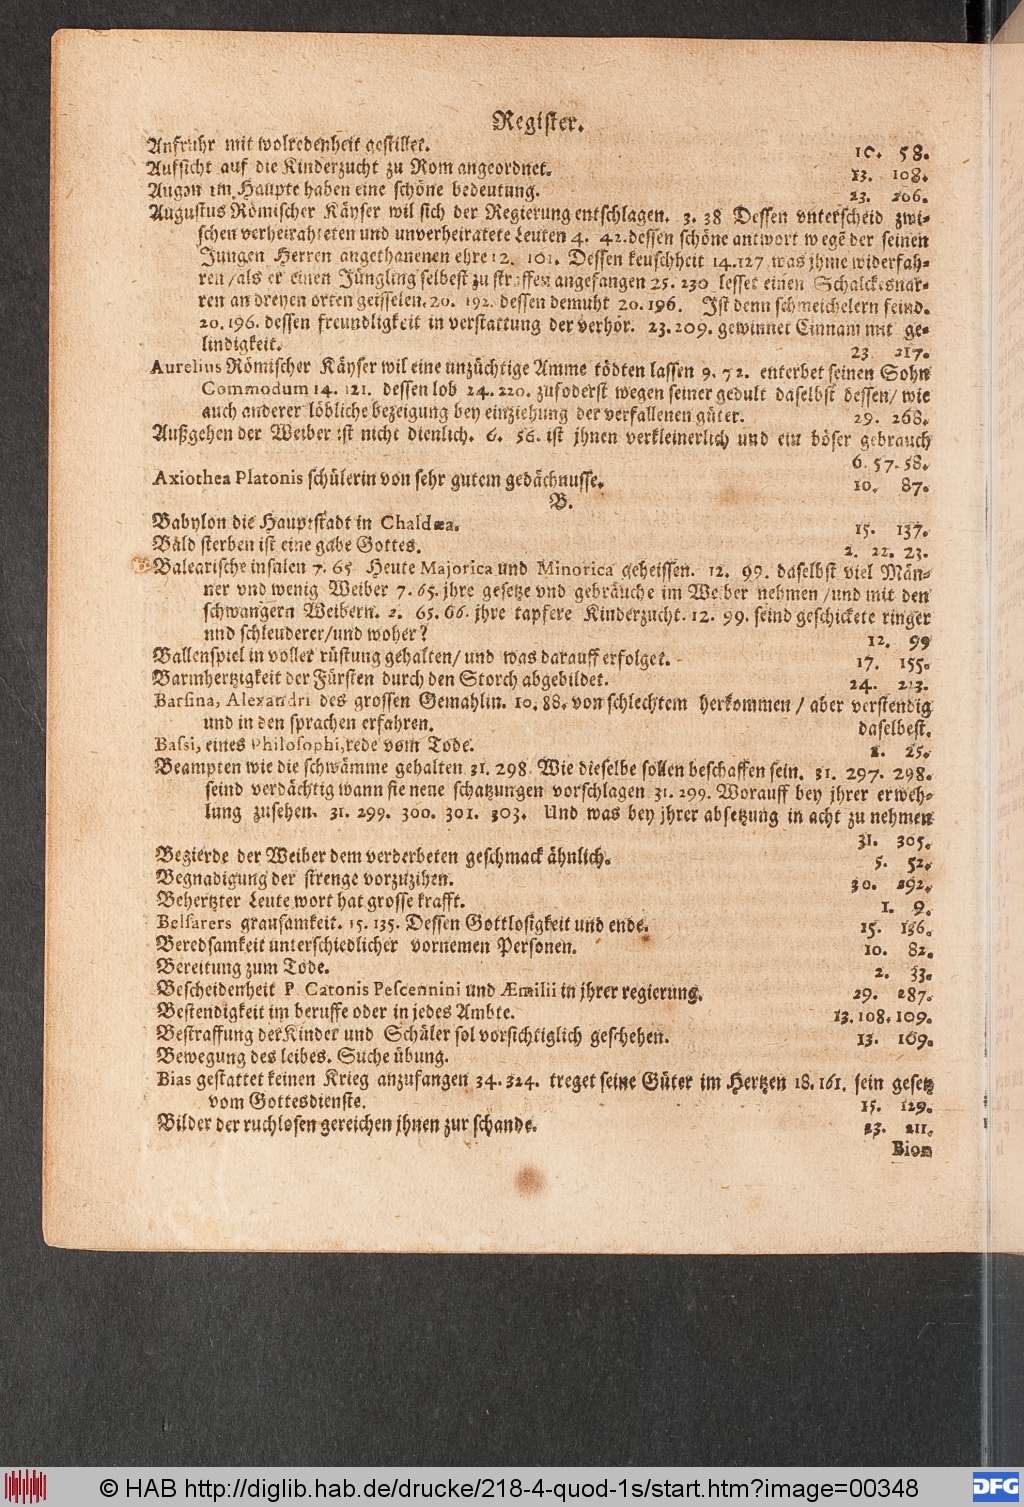 Register.
Aufruhr mit wolredenheit gestillet. 10. 58.
Aufsicht auf die Kinderzucht zu Rom angeordnet. 13. 108.
Augen im Haupte haben eine schöne bedeutung. 23. 206.
Augustus Römischer Käyser wil sich der Regierung entschlagen. 3. 38 Dessen vnterscheid zwi-
schen verheirahteten und unverheiratete Leuten 4. 42. dessen schöne antwort wegē der seinen
Jungen Herren angethanenen ehre 12. 101. Dessen keuschheit 14. 127 was jhme widerfah-
ren / als er einen Jüngling selbest zu straffen angefangen 25. 230 lesset einen Schalcksnar-
ren an dreyen orten geisselen. 20. 192. dessen demuht 20. 196. Ist denn schmeichelern feind.
20. 196. dessen freundligkeit in verstattung der verhör. 23. 209. gewinnet Cinnam mit ge-
lindigkeit. 23 217.
Aurelius Römischer Käyser wil eine unzüchtige Amme tödten lassen 9. 72. enterbet seinen Sohn
Commodum 14. 121. dessen lob 24. 220. zufoderst wegen seiner gedult daselbst dessen / wie
auch anderer löbliche bezeigung bey einziehung der verfallenen güter. 29. 268.
Außgehen der Weiber ist nicht dienlich. 6. 56. ist jhnen verkleinerlich und ein böser gebrauch
6. 57. 58.
Axiothea Platonis schülerin von sehr gutem gedächnusse. 10. 87.
B.
Babylon die Hauptstadt in Chaldæa. 15. 137.
Bald sterben ist eine gabe Gottes. 2. 22. 23.
Balearische insulen 7. 65 Heute Majorica und Minorica geheissen. 12. 99. daselbst viel Män-
ner vnd wenig Weiber 7. 65. jhre gesetze vnd gebräuche im Weiber nehmen / und mit den
schwangern Weibern. 2. 65. 66. jhre tapfere Kinderzucht. 12. 99. seind geschickete ringer
und schleuderer / und woher? 12. 99
Ballenspiel in voller rüstung gehalten / und was darauff erfolget. 17. 155.
Barmhertzigkeit der Fürsten durch den Storch abgebildet. 24. 213.
Barsina, Alexandri des grossen Gemahlin. 10. 88. von schlechtem herkommen / aber verstendig
und in den sprachen erfahren. daselbest.
Bassi, eines Philosophi, rede vom Tode. 2. 25.
Beampten wie die schwämme gehalten 31. 298. Wie dieselbe sollen beschaffen sein. 31. 297. 298.
seind verdächtig wann sie neue schatzungen vorschlagen 31. 299. Worauff bey jhrer erweh-
lung zusehen. 31. 299. 300. 301. 303. Und was bey jhrer absetzung in acht zu nehmen
31. 305.
Begierde der Weiber dem verderbeten geschmack ähnlich. 5. 52.
Begnadigung der strenge vorzuzihen. 30. 292.
Behertzter Leute wort hat grosse krafft. 1. 9.
Belsarers grausamkeit. 15. 135. Dessen Gottlosigkeit und ende. 15. 136.
Beredsamkeit unterschiedlicher vornemen Personen. 10. 82.
Bereitung zum Tode. 2. 33.
Bescheidenheit P. Catonis Pescennini und Æmilii in jhrer regierung. 29. 287.
Bestendigkeit im beruffe oder in jedes Ambte. 13. 108. 109.
Bestraffung der Kinder und Schüler sol vorsichtiglich geschehen. 13. 169.
Bewegung des leibes. Suche übung.
Bias gestattet keinen Krieg anzufangen 34. 324. treget seine Güter im Hertzen 18. 161. sein gesetz
vom Gottesdienste. 15. 129.
Bilder der ruchlosen gereichen jhnen zur schande. 23. 211.
Bion
© HAB http://diglib.hab.de/drucke/218-4-quod-1s/start.htm?image=00348
DFG